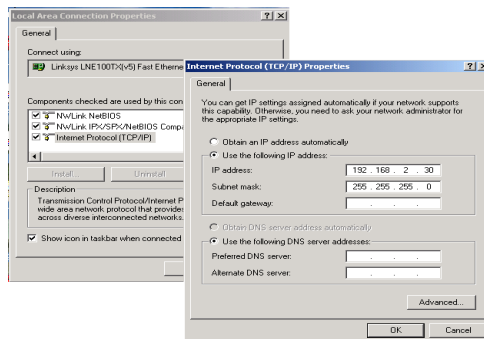 Local Area Connection Properties
General
Connect using:
Linksys LNE100TX(v5) Fast Etherne
Components checked are used by this con
NWLink NetBIOS
NWLink IPX/SPX/NetBIOS Compa
Internet Protocol (TCP/IP)
Install...
Uninstall
Description
Transmission Control Protocol/Internet P
wide area network protocol that provides
across diverse interconnected networks.
Show icon in taskbar when connected
Internet Protocol (TCP/IP) Properties
General
You can get IP settings assigned automatically if your network supports
this capability. Otherwise, you need to ask your network administrator for
the appropriate IP settings.
Obtain an IP address automatically
Use the following IP address:
IP address: 192 . 168 . 2 . 30
Subnet mask: 255 . 255 . 255 . 0
Default gateway: . . .
Obtain DNS server address automatically
Use the following DNS server addresses:
Preferred DNS server: . . .
Alternate DNS server: . . .
Advanced...
OK
Cancel